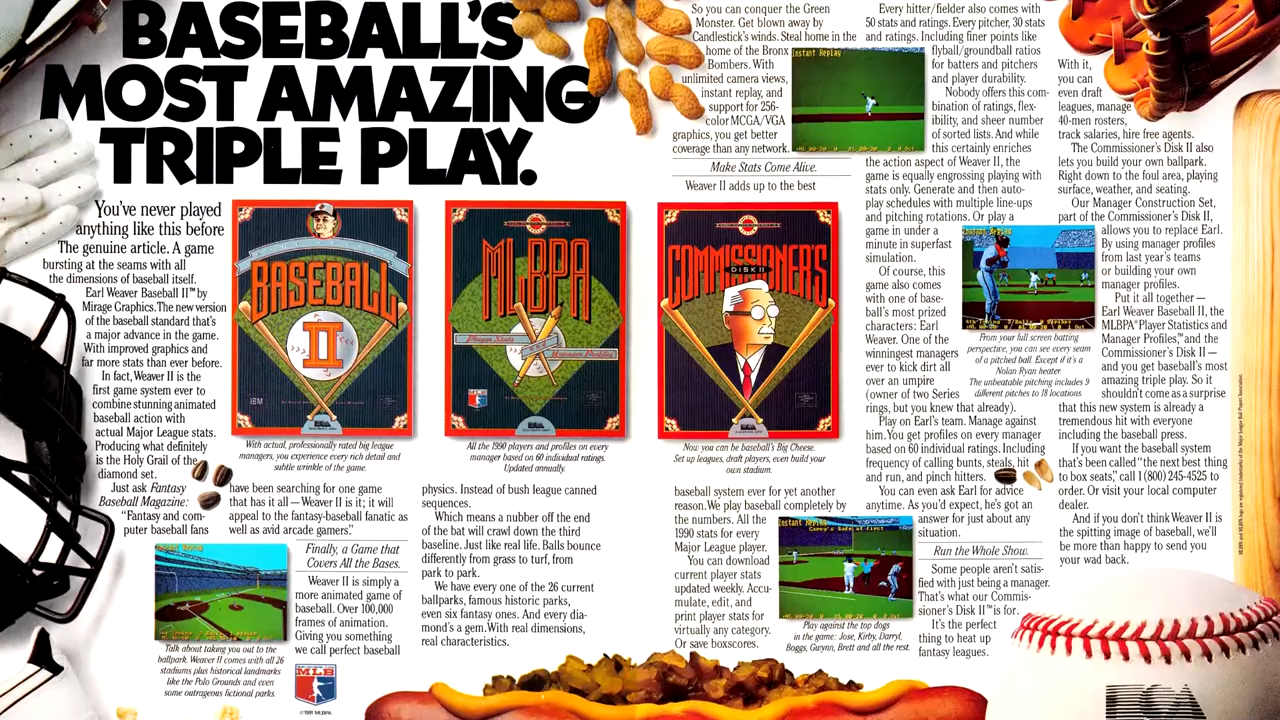 BASEBALL'S
MOST AMAZING
TRIPLE PLAY.
You've never played
anything like this before
The genuine article. A game
bursting at the seams with all
the dimensions of baseball itself.
Earl Weaver Baseball II™ by
Mirage Graphics. The new version
of the baseball standard that's
a major advance in the game.
With improved graphics and
far more stats than ever before.
In fact, Weaver II is the
first game system ever to
combine stunning animated
baseball action with
actual Major League stats.
Producing what definitely
is the Holy Grail of the
diamond set.
Just ask Fantasy
Baseball Magazine:
"Fantasy and com-
puter baseball fans
BASEBALL
II
IBM
With actual, professionally rated big league
managers, you experience every rich detail and
subtle wrinkle of the game.
have been searching for one game
that has it all — Weaver II is it; it will
appeal to the fantasy-baseball fanatic as
well as avid arcade gamers."
Instant Replay
Talk about taking you out to the
ballpark. Weaver II comes with all 26
stadiums plus historical landmarks
like the Polo Grounds and even
some outrageous fictional parks.
Finally, a Game that
Covers All the Bases.
Weaver II is simply a
more animated game of
baseball. Over 100,000
frames of animation.
Giving you something
we call perfect baseball
MLB
©1991 MLBPA
MLBPA
Player Stats
Manager Profiles
MLB
All the 1990 players and profiles on every
manager based on 60 individual ratings.
Updated annually.
physics. Instead of bush league canned
sequences.
Which means a nubber off the end
of the bat will crawl down the third
baseline. Just like real life. Balls bounce
differently from grass to turf, from
park to park.
We have every one of the 26 current
ballparks, famous historic parks,
even six fantasy ones. And every dia-
mond's a gem. With real dimensions,
real characteristics.
So you can conquer the Green
Monster. Get blown away by
Candlestick's winds. Steal home in the
home of the Bronx
Bombers. With
unlimited camera views,
instant replay, and
support for 256-
color MCGA/VGA
graphics, you get better
coverage than any network.
Instant Replay
Make Stats Come Alive.
Weaver II adds up to the best
COMMISSIONER'S
DISK II
Now you can be baseball's Big Cheese.
Set up leagues, draft players, even build your
own stadium.
baseball system ever for yet another
reason. We play baseball completely by
the numbers. All the
1990 stats for every
Major League player.
You can download
current player stats
updated weekly. Accu-
mulate, edit, and
print player stats for
virtually any category.
Or save boxscores.
Play against the top dogs
in the game: Jose, Kirby, Darryl,
Boggs, Gwynn, Brett and all the rest.
Every hitter/fielder also comes with
50 stats and ratings. Every pitcher, 30 stats
and ratings. Including finer points like
flyball/groundball ratios
for batters and pitchers
and player durability.
Nobody offers this com-
bination of ratings, flex-
ibility, and sheer number
of sorted lists. And while
this certainly enriches
the action aspect of Weaver II, the
game is equally engrossing playing with
stats only. Generate and then auto-
play schedules with multiple line-ups
and pitching rotations. Or play a
game in under a
minute in superfast
simulation.
Of course, this
game also comes
with one of base-
ball's most prized
characters: Earl
Weaver. One of the
winningest managers
ever to kick dirt all
over an umpire
(owner of two Series
rings, but you knew that already).
Play on Earl's team. Manage against
him. You get profiles on every manager
based on 60 individual ratings. Including
frequency of calling bunts, steals, hit
and run, and pinch hitters.
You can even ask Earl for advice
anytime. As you'd expect, he's got an
answer for just about any
situation.
Run the Whole Show.
Some people aren't satis-
fied with just being a manager.
That's what our Commis-
sioner's Disk II™ is for.
It's the perfect
thing to heat up
fantasy leagues.
With it,
you can
even draft
leagues, manage
40-men rosters,
track salaries, hire free agents.
The Commissioner's Disk II also
lets you build your own ballpark.
Right down to the foul area, playing
surface, weather, and seating.
Our Manager Construction Set,
part of the Commissioner's Disk II,
allows you to replace Earl.
By using manager profiles
from last year's teams
or building your own
manager profiles.
Instant Replay
From your full screen batting
perspective, you can see every seam
of a pitched ball. Except if it's a
Nolan Ryan heater.
The unbeatable pitching includes 9
different pitches to 18 locations.
Put it all together —
Earl Weaver Baseball II, the
MLBPA® Player Statistics and
Manager Profiles,™ and the
Commissioner's Disk II —
and you get baseball's most
amazing triple play. So it
shouldn't come as a surprise
that this new system is already a
tremendous hit with everyone
including the baseball press.
If you want the baseball system
that's been called "the next best thing
to box seats," call 1 (800) 245-4525 to
order. Or visit your local computer
dealer.
And if you don't think Weaver II is
the spitting image of baseball, we'll
be more than happy to send you
your wad back.